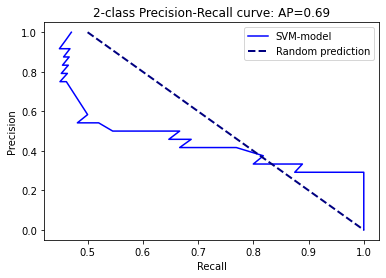 2-class Precision-Recall curve: AP=0.69
SVM-model
Random prediction
Precision
1.0
0.8
0.6
0.4
0.2
0.0
0.5 0.6 0.7 0.8 0.9 1.0
Recall